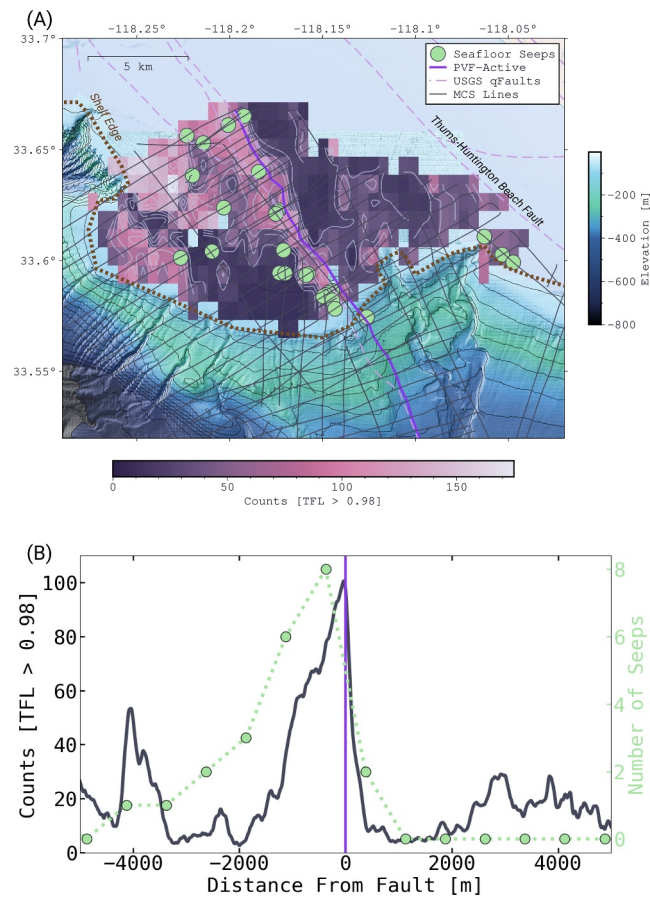 (A)
−118.25° −118.2° −118.15° −118.1° −118.05°
33.7°
33.65°
33.6°
33.55°
5 km
Seafloor Seeps
PVF-Active
USGS qFaults
MCS Lines
Shelf Edge
Thums-Huntington Beach Fault
−200
−400
−600
−800
Elevation [m]
0 50 100 150
Counts [TFL > 0.98]
(B)
100
80
60
40
20
0
Counts [TFL > 0.98]
8
6
4
2
0
Number of Seeps
−4000 −2000 0 2000 4000
Distance From Fault [m]